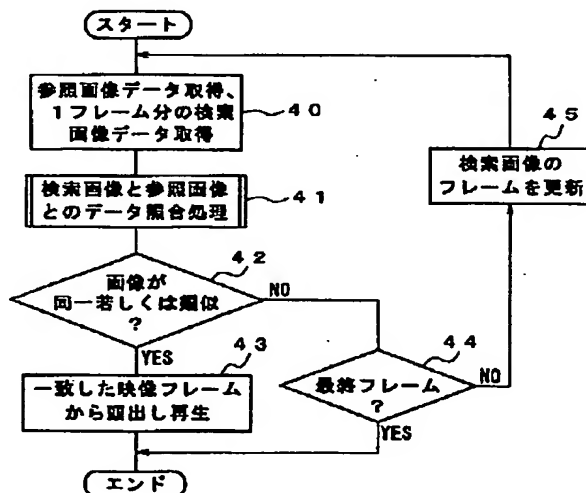 スタート
参照画像データ取得、
1フレーム分の検索
画像データ取得
40
検索画像と参照画像
とのデータ照合処理
41
画像が
同一若しくは類似
?
42
NO
YES
一致した映像フレーム
から頭出し再生
43
最終フレーム
?
44
NO
YES
検索画像の
フレームを更新
45
エンド